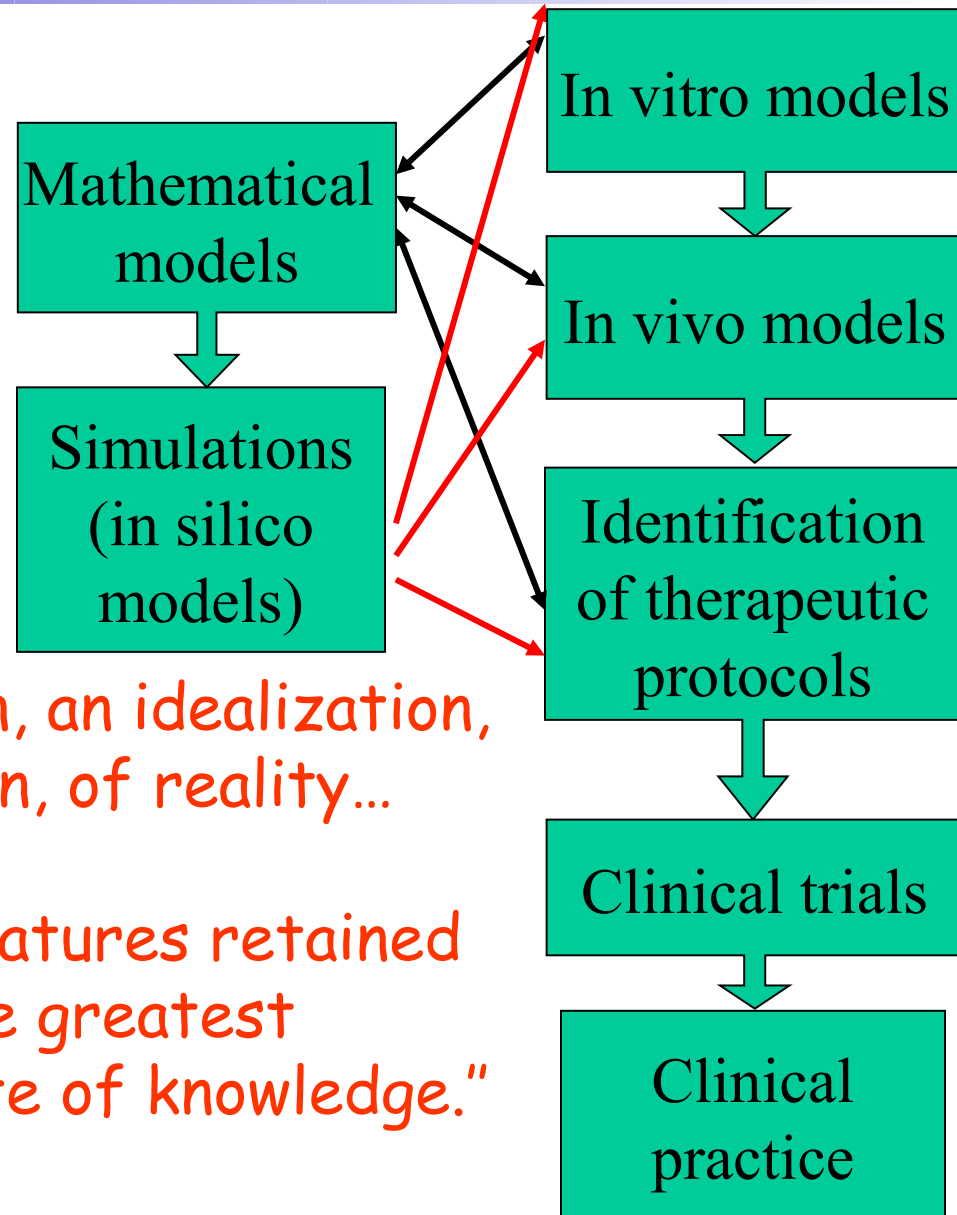 In vitro models
Mathematical
models
In vivo models
Simulations
(in silico
models)
Identification
of therapeutic
protocols
, an idealization,
n, of reality…
Clinical trials
atures retained
e greatest
te of knowledge.”
Clinical
practice